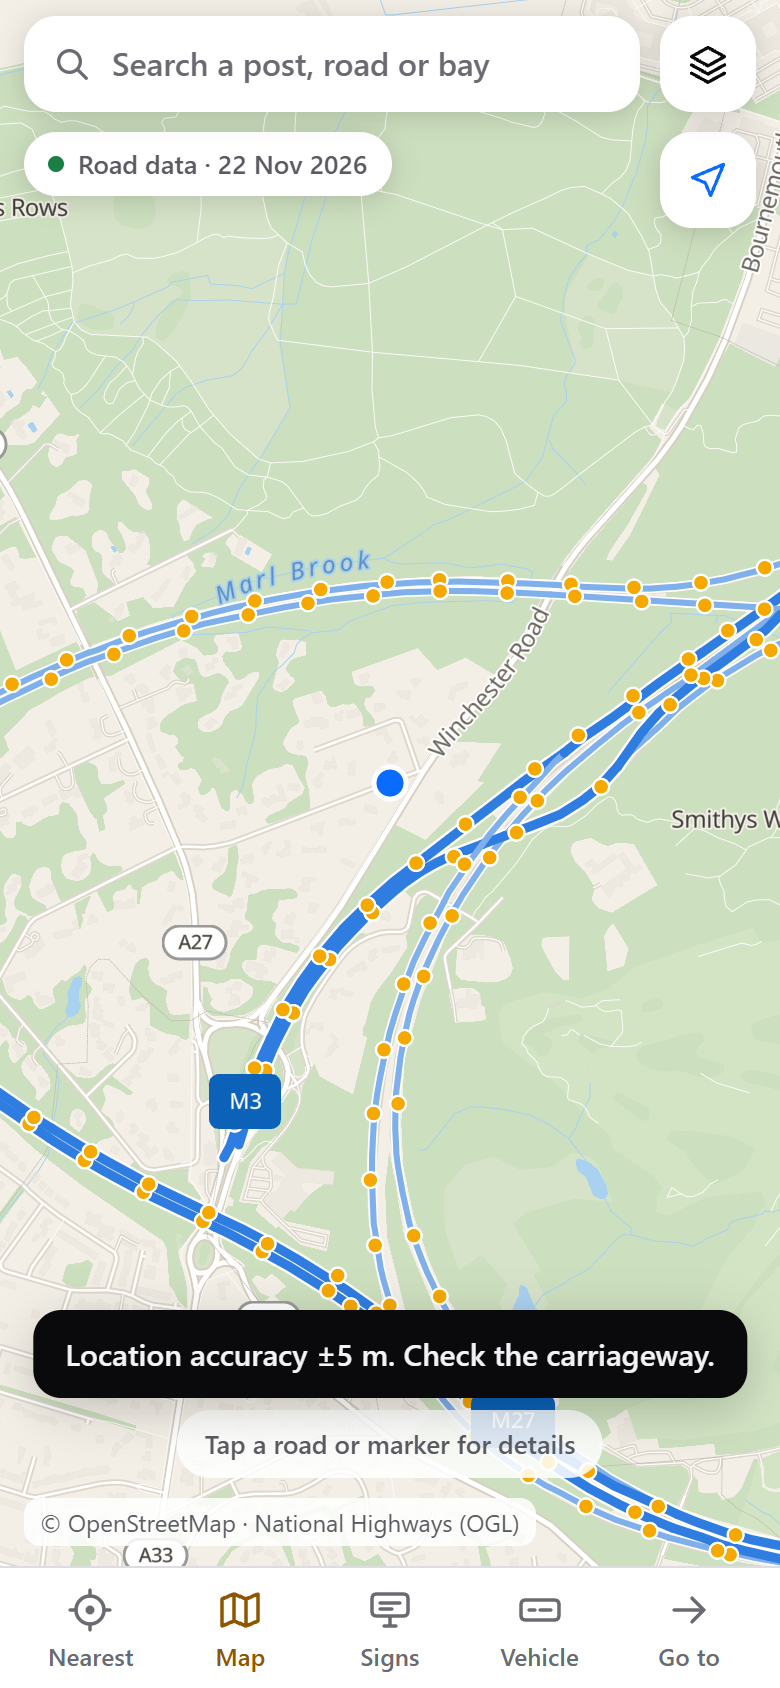 Search a post, road or bay
Road data · 22 Nov 2026
s Rows
Bournemout
Marl Brook
Winchester Road
Smithys W
A27
M3
Location accuracy ±5 m. Check the carriageway.
M27
Tap a road or marker for details
© OpenStreetMap · National Highways (OGL)
A33
Nearest
Map
Signs
Vehicle
Go to